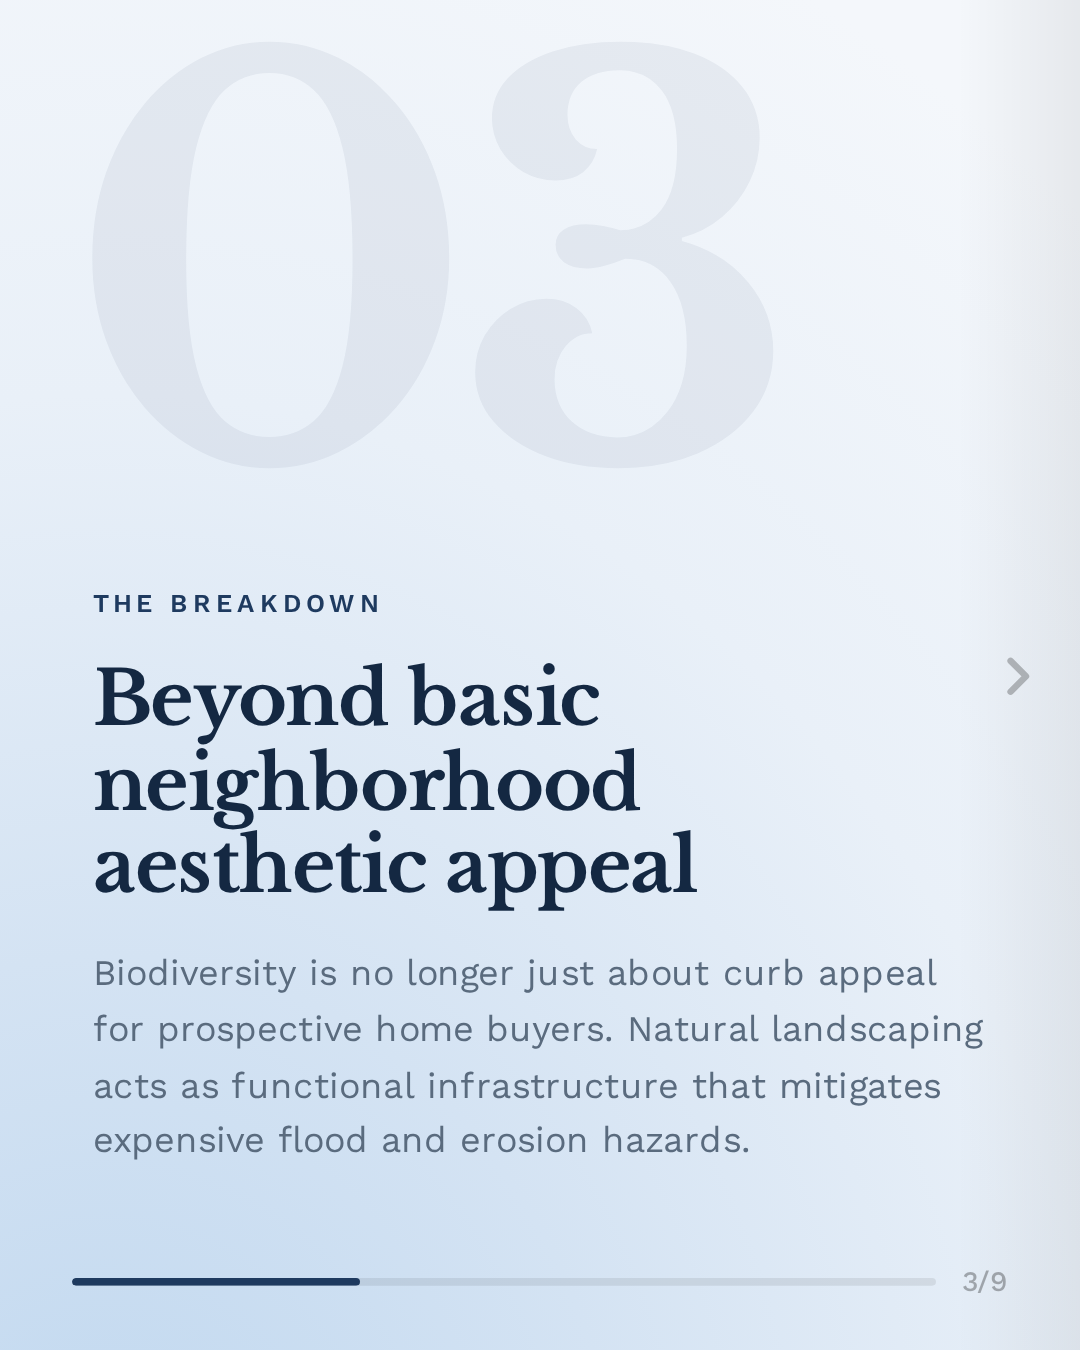 03
THE BREAKDOWN
Beyond basic
neighborhood
aesthetic appeal
Biodiversity is no longer just about curb appeal
for prospective home buyers. Natural landscaping
acts as functional infrastructure that mitigates
expensive flood and erosion hazards.
3/9